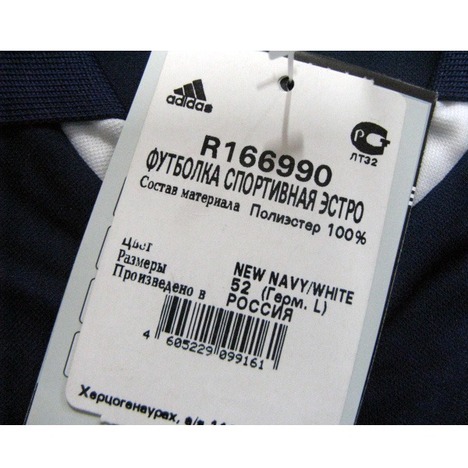 adidas
R166990
ФУТБОЛКА СПОРТИВНАЯ ЭСТРО
Состав материала Полиэстер 100%
PCT
ЛТ32
Цвет NEW NAVY/WHITE
Размеры 52 (Герм. L)
Произведено в РОССИЯ
4 605229 099161
Херцогенаурах, а/я